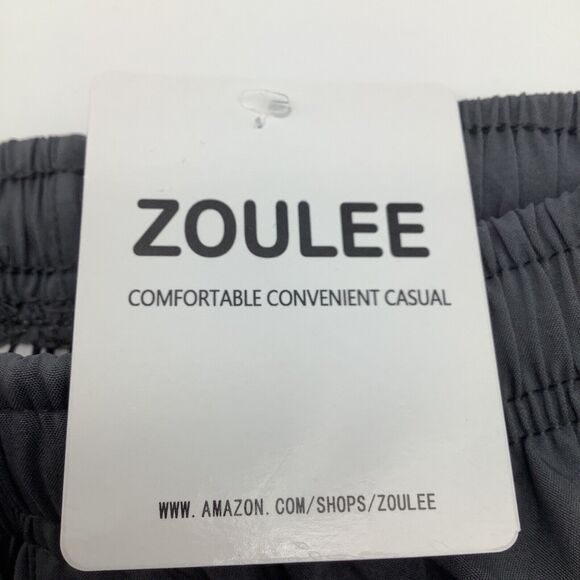 ZOULEE
COMFORTABLE CONVENIENT CASUAL
WWW. AMAZON. COM/SHOPS/ZOULEE